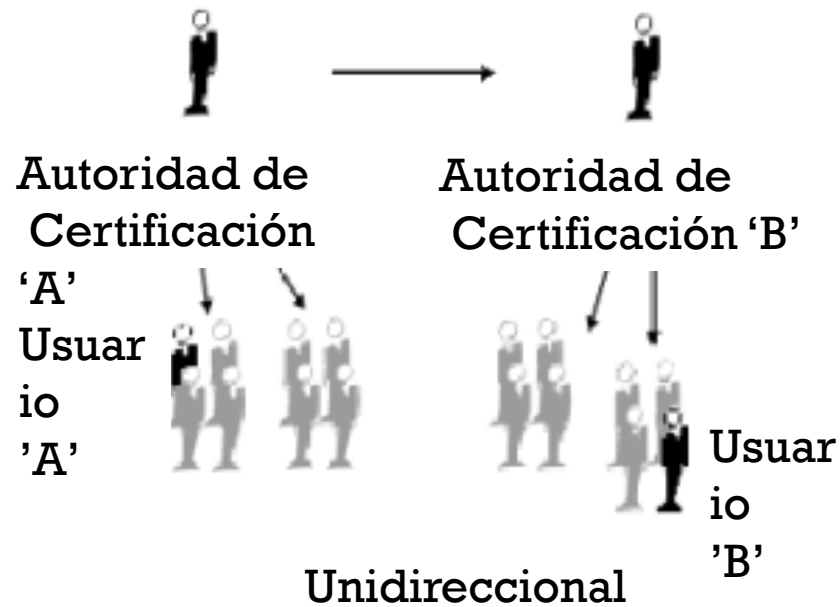 Autoridad de
Certificación
‘A’
Autoridad de
Certificación ‘B’
Usuar
io
’A’
Usuar
io
’B’
Unidireccional